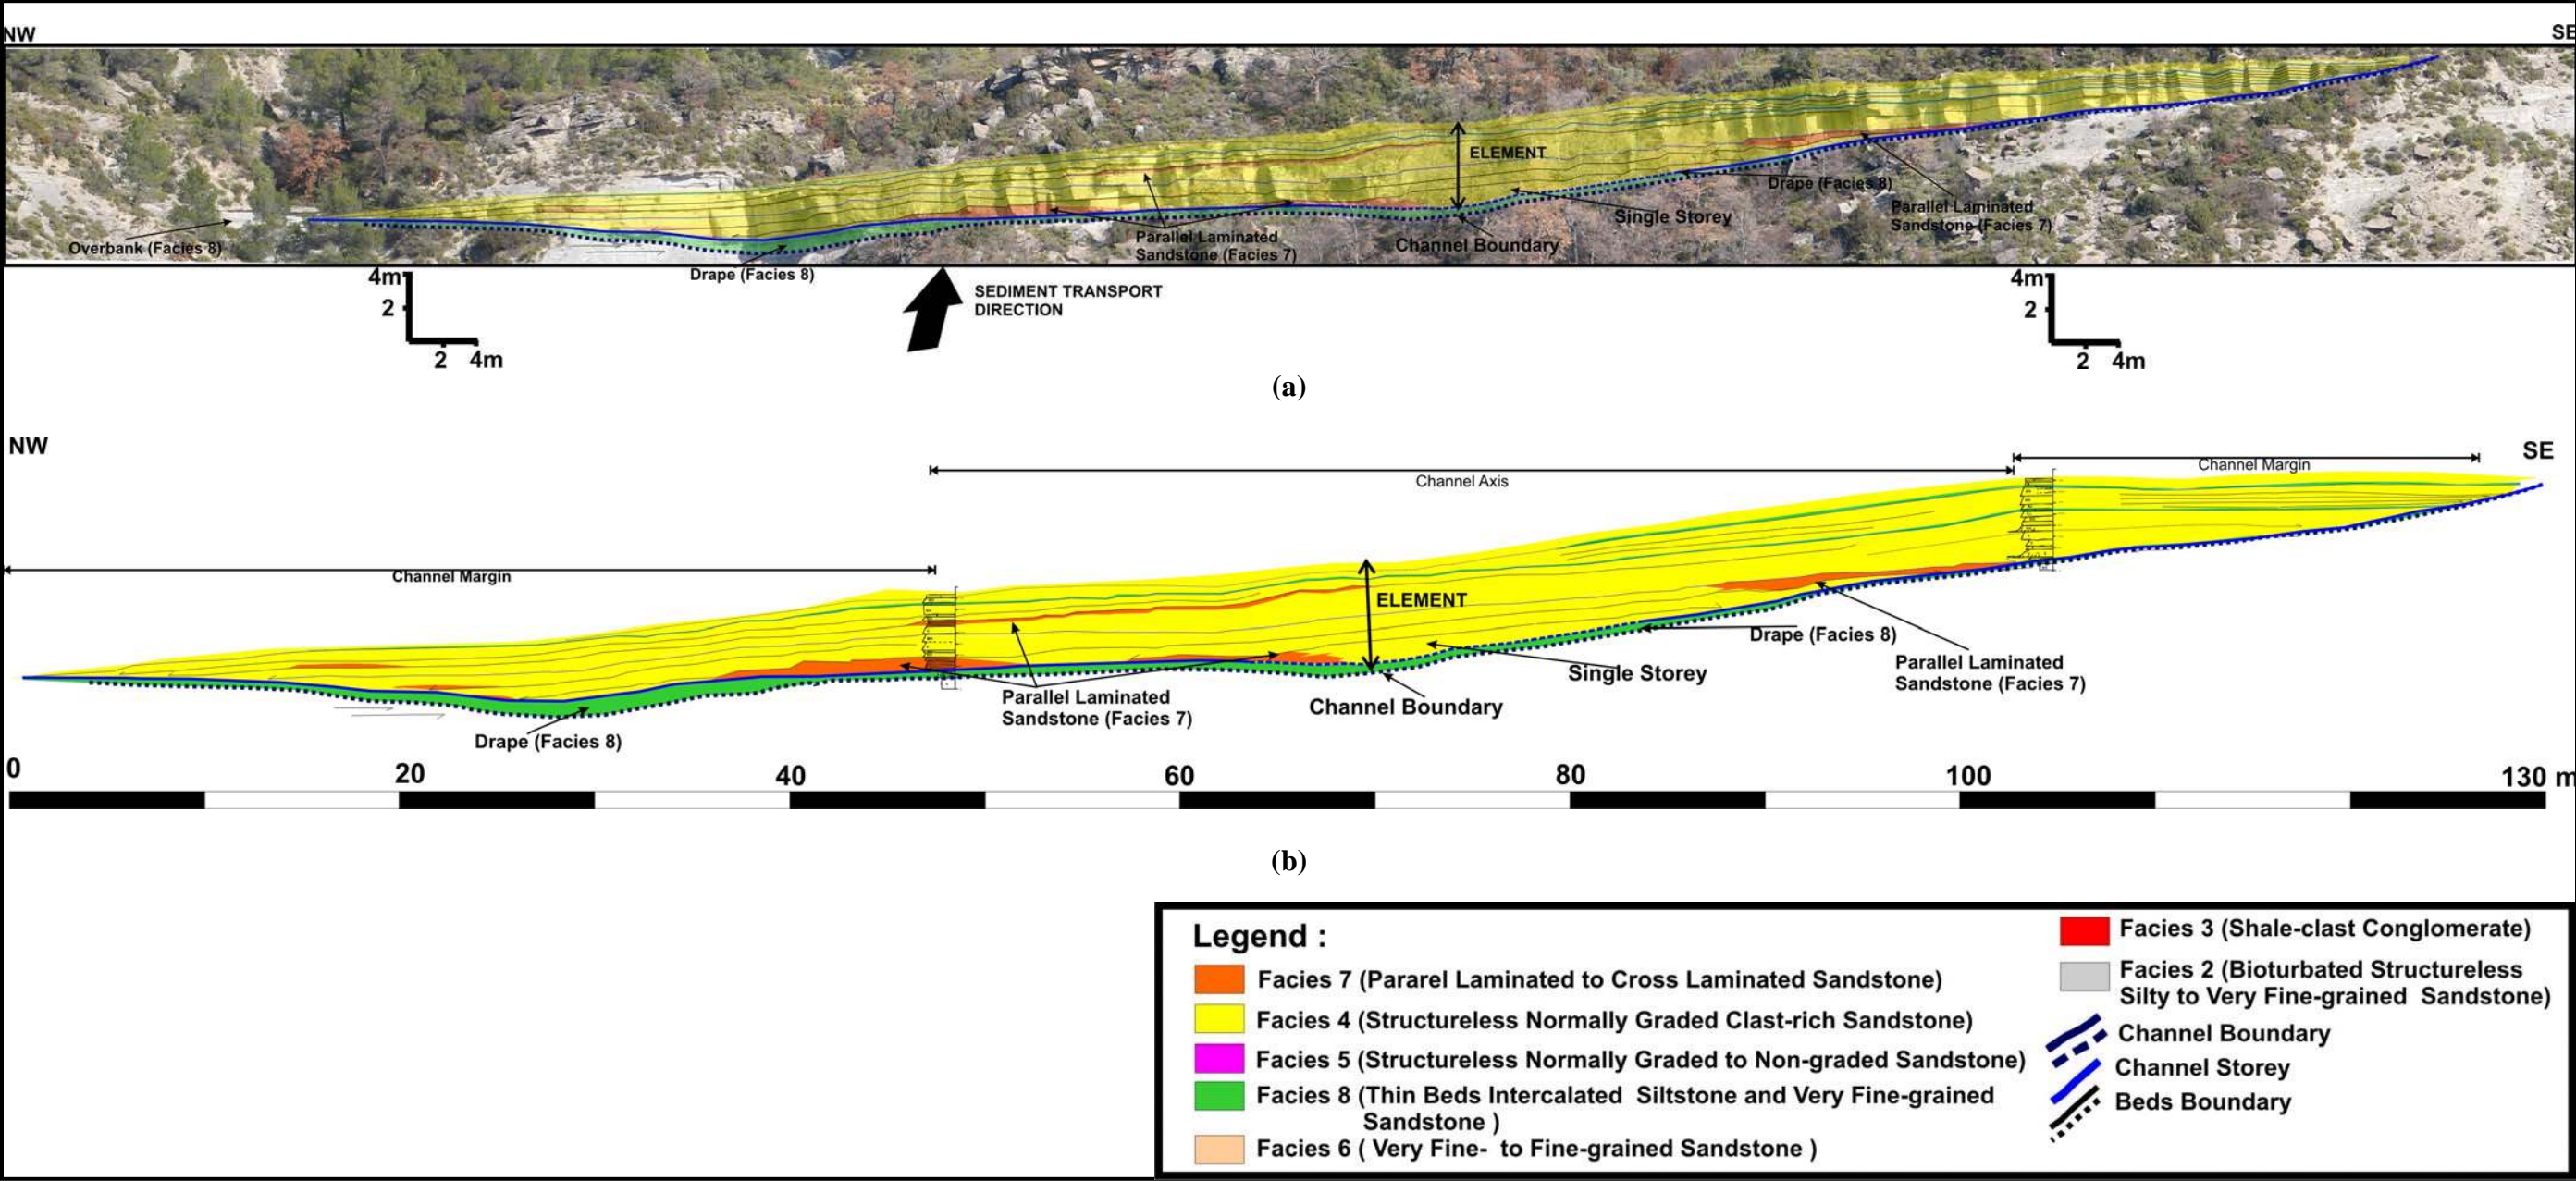 NW
SE
ELEMENT
Drape (Facies 8)
Parallel Laminated
Sandstone (Facies 7)
Single Storey
Overbank (Facies 8)
Parallel Laminated
Sandstone (Facies 7)
Channel Boundary
Drape (Facies 8)
4m
2
2 4m
SEDIMENT TRANSPORT
DIRECTION
4m
2
2 4m
(a)
NW
SE
Channel Axis
Channel Margin
Channel Margin
ELEMENT
Drape (Facies 8)
Single Storey
Parallel Laminated
Sandstone (Facies 7)
Parallel Laminated
Sandstone (Facies 7)
Channel Boundary
Drape (Facies 8)
0 20 40 60 80 100 130 m
(b)
Legend :
Facies 7 (Pararel Laminated to Cross Laminated Sandstone)
Facies 4 (Structureless Normally Graded Clast-rich Sandstone)
Facies 5 (Structureless Normally Graded to Non-graded Sandstone)
Facies 8 (Thin Beds Intercalated Siltstone and Very Fine-grained
Sandstone )
Facies 6 ( Very Fine- to Fine-grained Sandstone )
Facies 3 (Shale-clast Conglomerate)
Facies 2 (Bioturbated Structureless
Silty to Very Fine-grained Sandstone)
Channel Boundary
Channel Storey
Beds Boundary